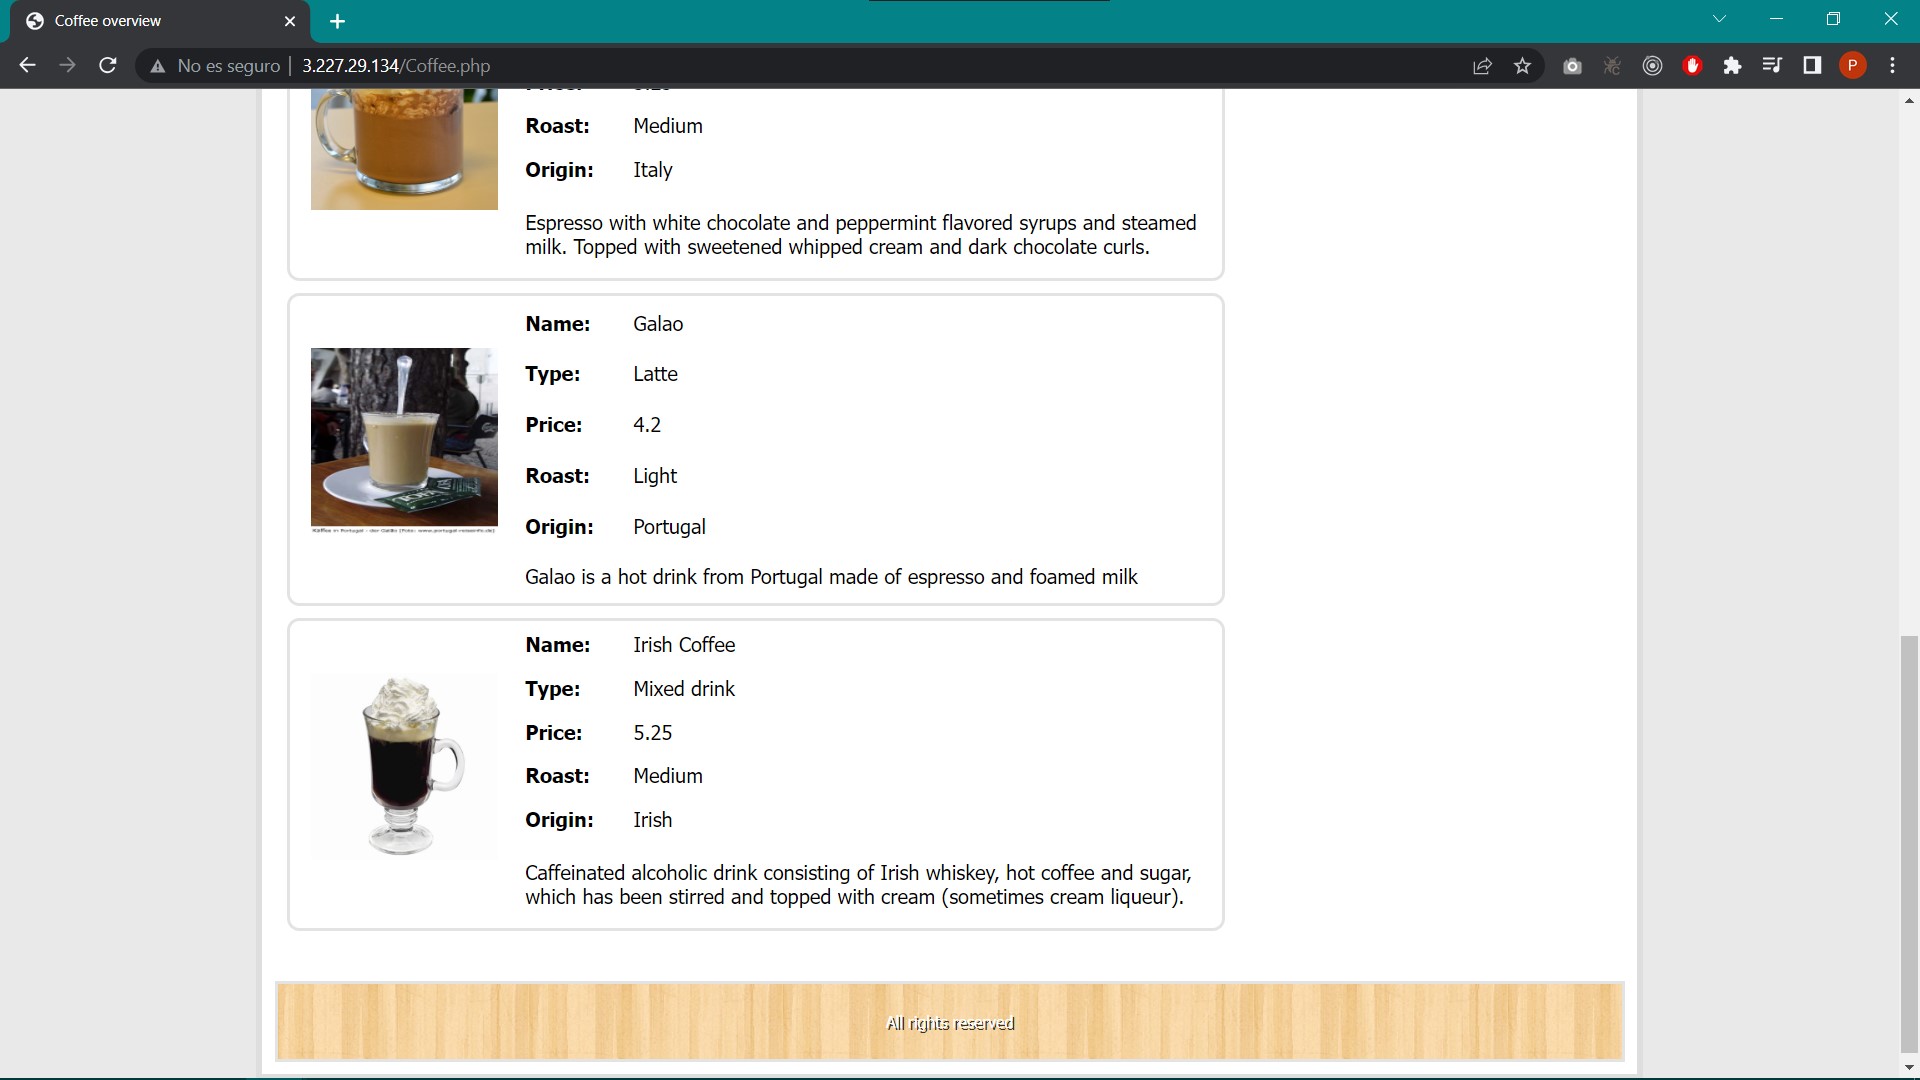 Coffee overview
No es seguro | 3.227.29.134/Coffee.php
P
Roast: Medium
Origin: Italy
Espresso with white chocolate and peppermint flavored syrups and steamed
milk. Topped with sweetened whipped cream and dark chocolate curls.
Name: Galao
Type: Latte
Price: 4.2
Roast: Light
Origin: Portugal
Galao is a hot drink from Portugal made of espresso and foamed milk
Name: Irish Coffee
Type: Mixed drink
Price: 5.25
Roast: Medium
Origin: Irish
Caffeinated alcoholic drink consisting of Irish whiskey, hot coffee and sugar,
which has been stirred and topped with cream (sometimes cream liqueur).
All rights reserved